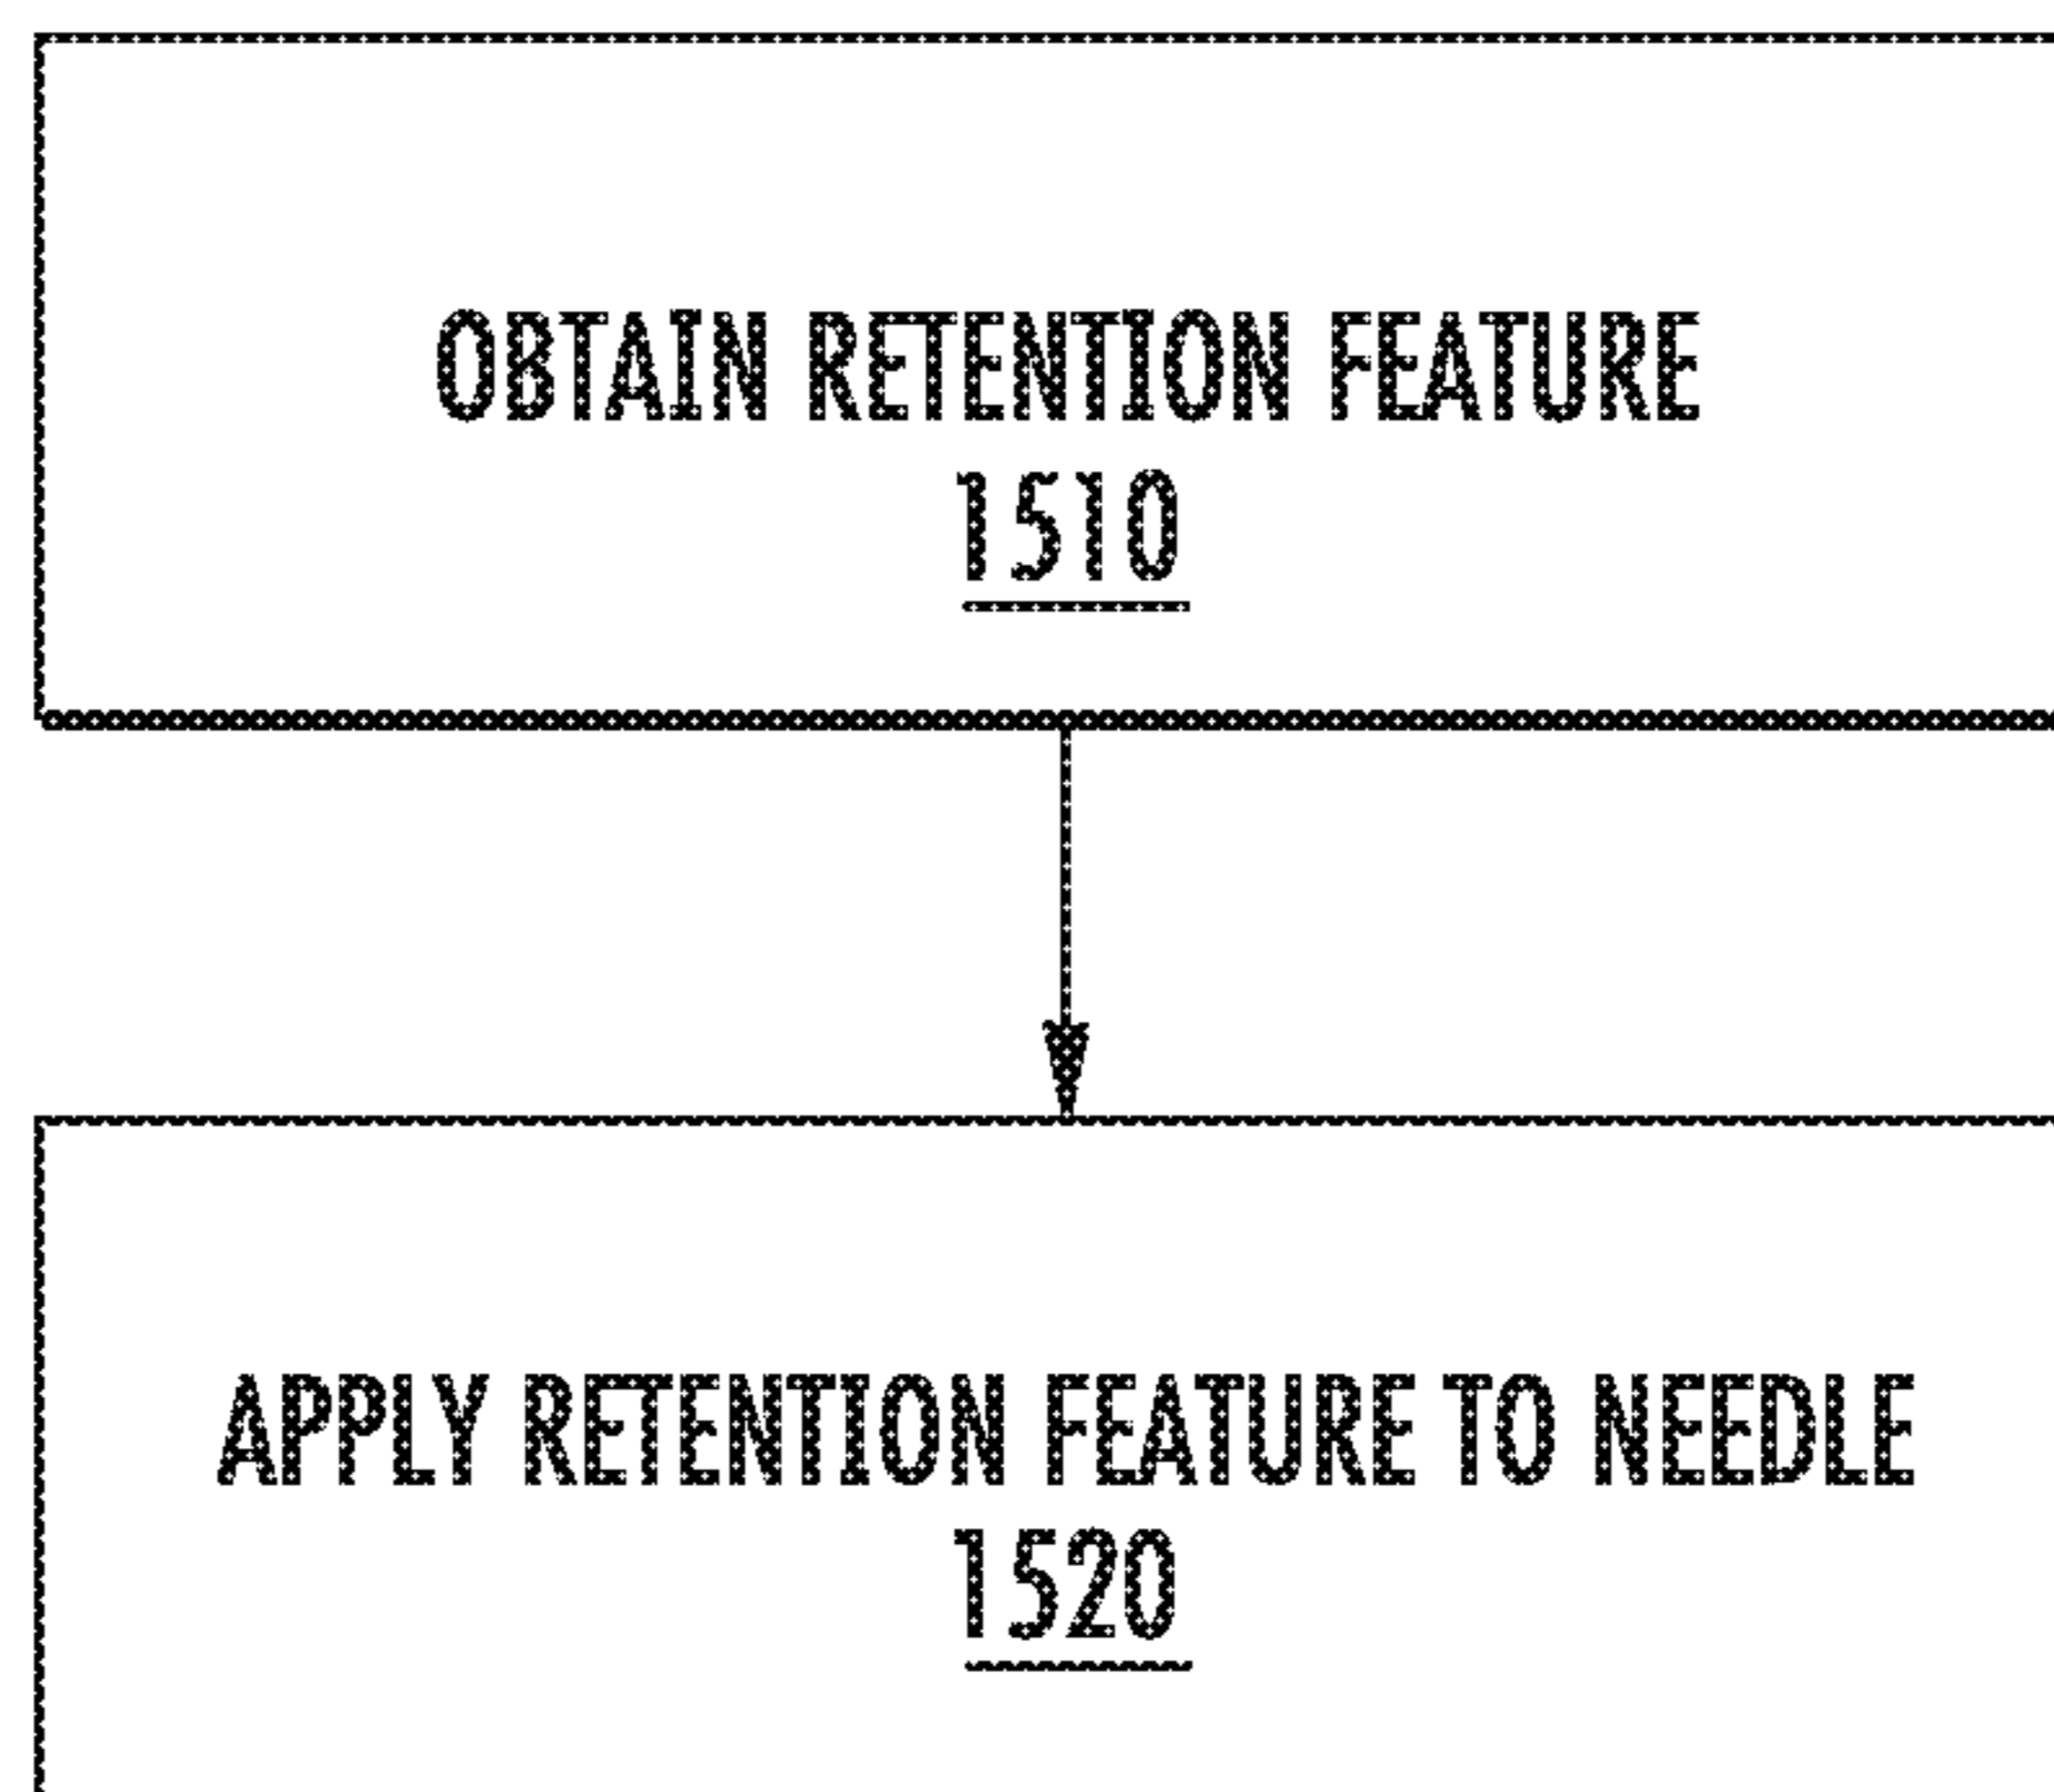 OBTAIN RETENTION FEATURE
1510
APPLY RETENTION FEATURE TO NEEDLE
1520